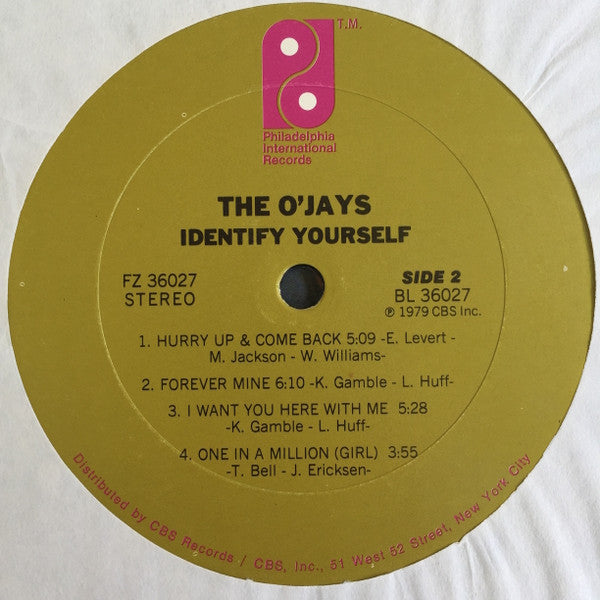 T.M.
Philadelphia
International
Records
THE O'JAYS
IDENTIFY YOURSELF
FZ 36027
STEREO
SIDE 2
BL 36027
℗ 1979 CBS Inc.
1. HURRY UP & COME BACK 5:09 -E. Levert -
M. Jackson - W. Williams-
2. FOREVER MINE 6:10 -K. Gamble - L. Huff-
3. I WANT YOU HERE WITH ME 5:28
-K. Gamble - L. Huff-
4. ONE IN A MILLION (GIRL) 3:55
-T. Bell - J. Ericksen-
Distributed by CBS Records / CBS, Inc., 51 West 52 Street, New York City